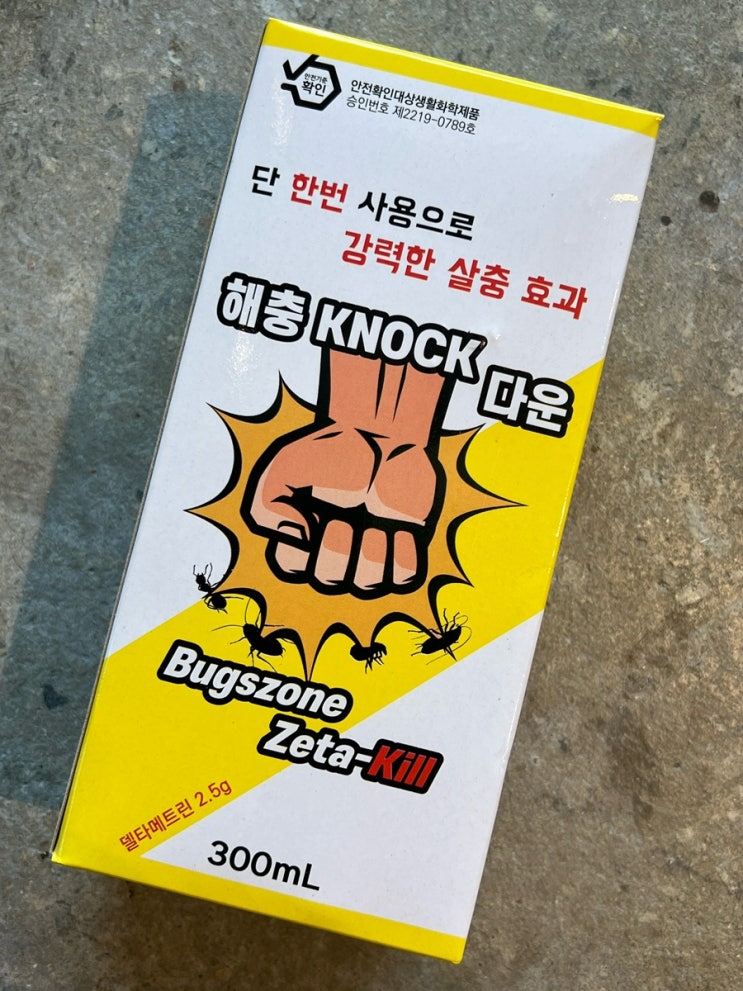 안전기준
확인
안전확인대상생활화학제품
승인번호 제2219-0789호
단 한번 사용으로
강력한 살충 효과
해충 KNOCK 다운
Bugszone
Zeta-Kill
델타메트린 2.5g
300mL